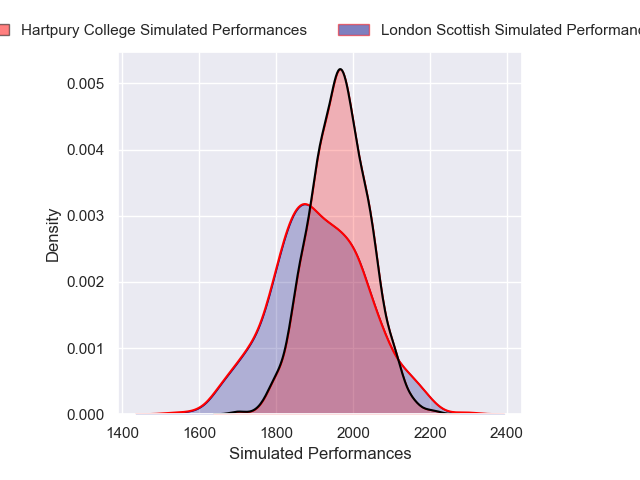 Hartpury College Simulated Performances
London Scottish Simulated
0.005
0.004
0.003
0.002
0.001
0.000
Density
1400 1600 1800 2000 2200 2400
Simulated Performances